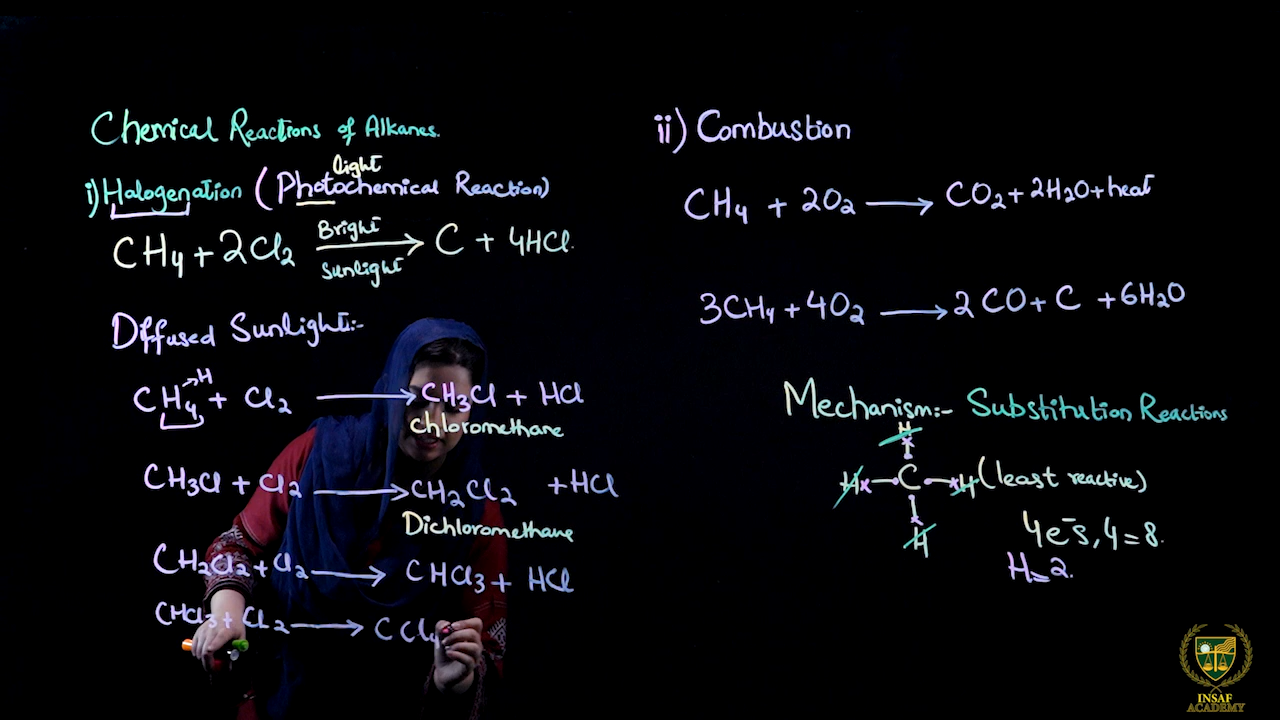 Chemical Reactions of Alkanes.
light
i) Halogenation (Photochemical Reaction)
CH4 + 2Cl2 Bright Sunlight → C + 4HCl
Diffused Sunlight:-
CH4 → H + Cl2 → CH3Cl + HCl
chloromethane
CH3Cl + Cl2 → CH2Cl2 + HCl
Dichloromethane
CH2Cl2 + Cl2 → CHCl3 + HCl
CHCl3 + Cl2 → CCl4
ii) Combustion
CH4 + 2O2 → CO2 + 2H2O + heat
3CH4 + 4O2 → 2CO + C + 6H2O
Mechanism:- Substitution Reactions
H
H C H (least reactive)
H
4e-s, 4=8.
H=2.
INSAF
ACADEMY